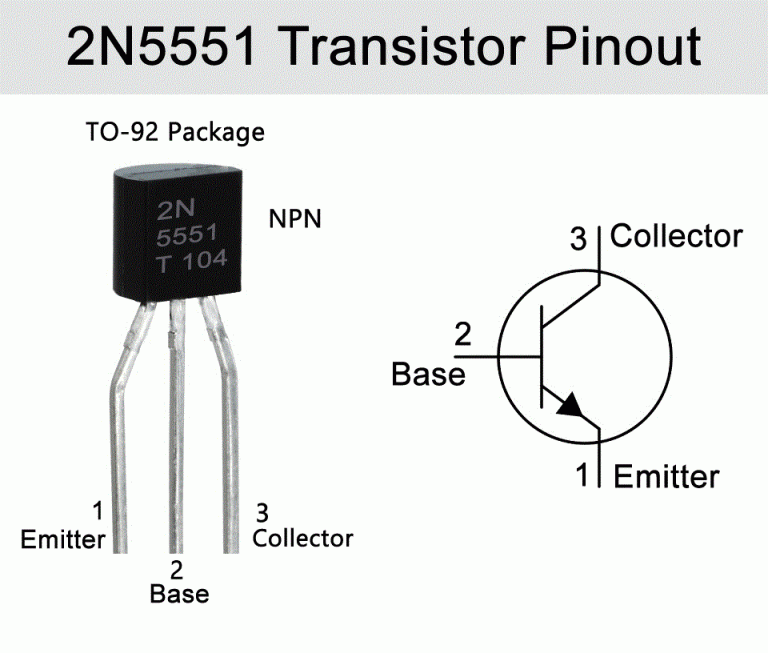 2N5551 Transistor Pinout
TO-92 Package
2N
5551
T 104
NPN
1
Emitter
2
Base
3
Collector
3 Collector
2
Base
1 Emitter